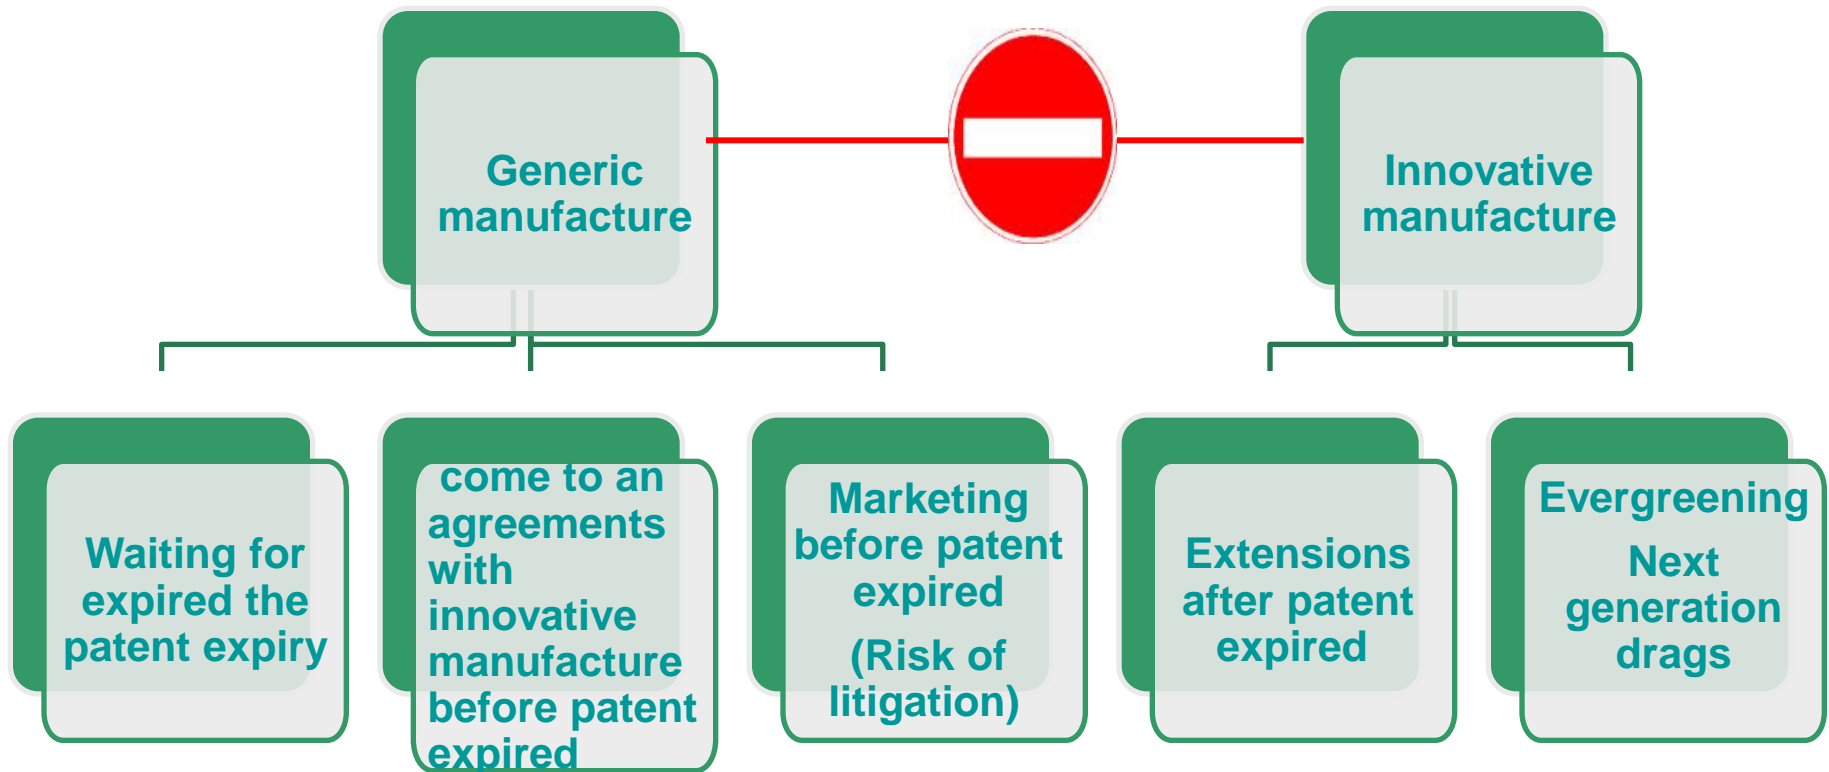 Generic
manufacture
Innovative
manufacture
Waiting for
expired the
patent expiry
come to an
agreements
with
innovative
manufacture
before patent
expired
Marketing
before patent
expired
(Risk of
litigation)
Extensions
after patent
expired
Evergreening
Next
generation
drags